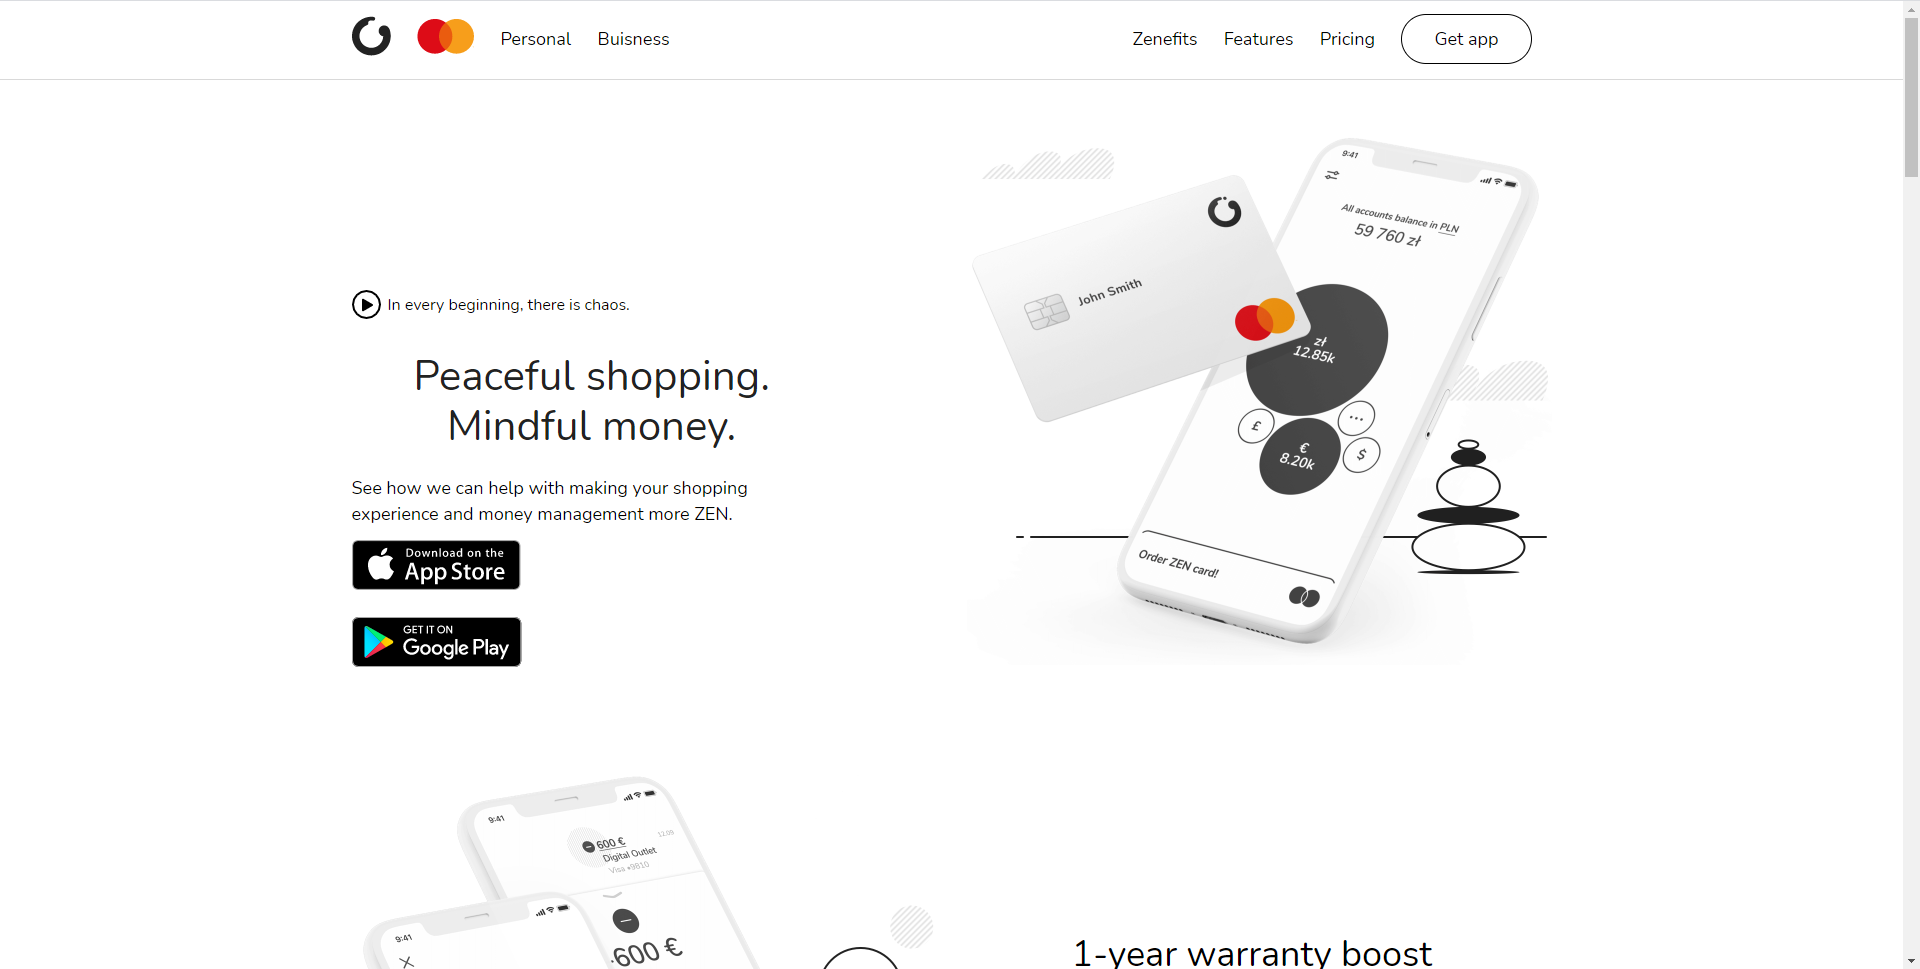 Personal
Buisness
Zenefits
Features
Pricing
Get app
In every beginning, there is chaos.
Peaceful shopping.
Mindful money.
See how we can help with making your shopping
experience and money management more ZEN.
Download on the
App Store
GET IT ON
Google Play
John Smith
9:41
All accounts balance in PLN
59 760 zł
zł
12.85k
£
€
8.20k
$
Order ZEN card!
9:41
600 €
12.09
Digital Outlet
Visa •9810
-600 €
9:41
1-year warranty boost